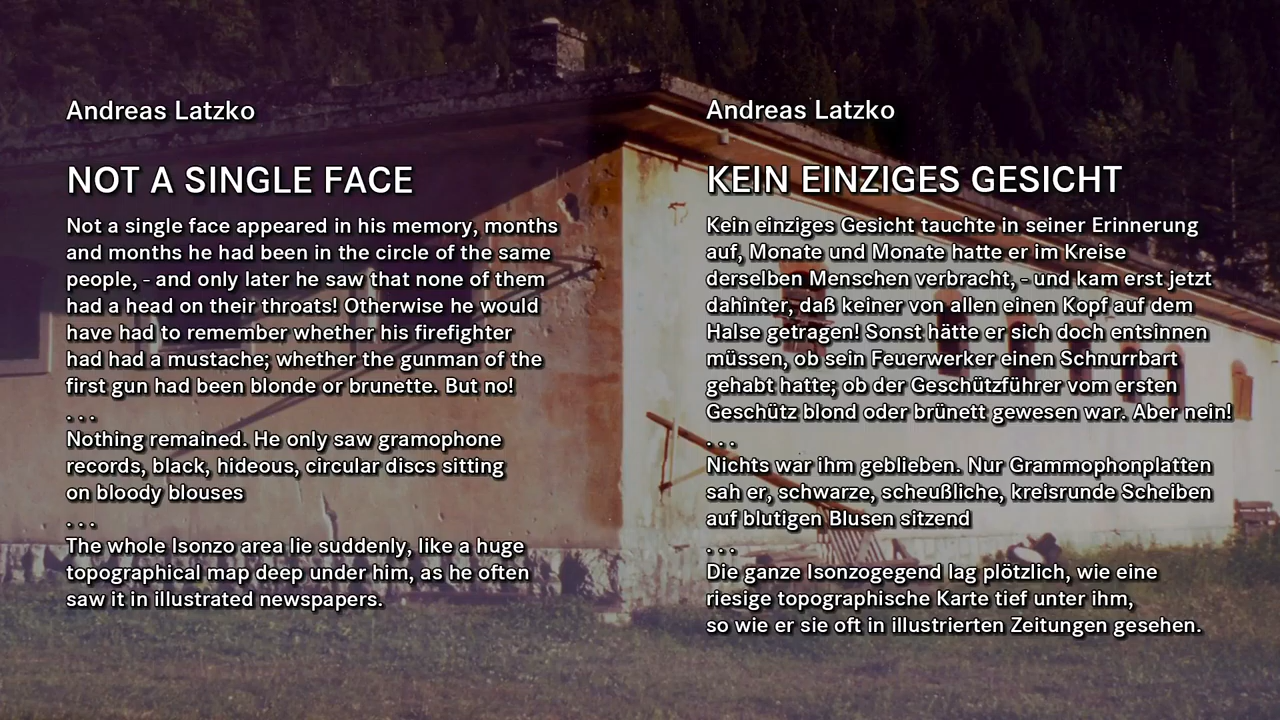 Andreas Latzko
NOT A SINGLE FACE
Not a single face appeared in his memory, months
and months he had been in the circle of the same
people, - and only later he saw that none of them
had a head on their throats! Otherwise he would
have had to remember whether his firefighter
had had a mustache; whether the gunman of the
first gun had been blonde or brunette. But no!
. . .
Nothing remained. He only saw gramophone
records, black, hideous, circular discs sitting
on bloody blouses
. . .
The whole Isonzo area lie suddenly, like a huge
topographical map deep under him, as he often
saw it in illustrated newspapers.
Andreas Latzko
KEIN EINZIGES GESICHT
Kein einziges Gesicht tauchte in seiner Erinnerung
auf, Monate und Monate hatte er im Kreise
derselben Menschen verbracht, - und kam erst jetzt
dahinter, daß keiner von allen einen Kopf auf dem
Halse getragen! Sonst hätte er sich doch entsinnen
müssen, ob sein Feuerwerker einen Schnurrbart
gehabt hatte; ob der Geschützführer vom ersten
Geschütz blond oder brünett gewesen war. Aber nein!
. . .
Nichts war ihm geblieben. Nur Grammophonplatten
sah er, schwarze, scheußliche, kreisrunde Scheiben
auf blutigen Blusen sitzend
. . .
Die ganze Isonzogegend lag plötzlich, wie eine
riesige topographische Karte tief unter ihm,
so wie er sie oft in illustrierten Zeitungen gesehen.